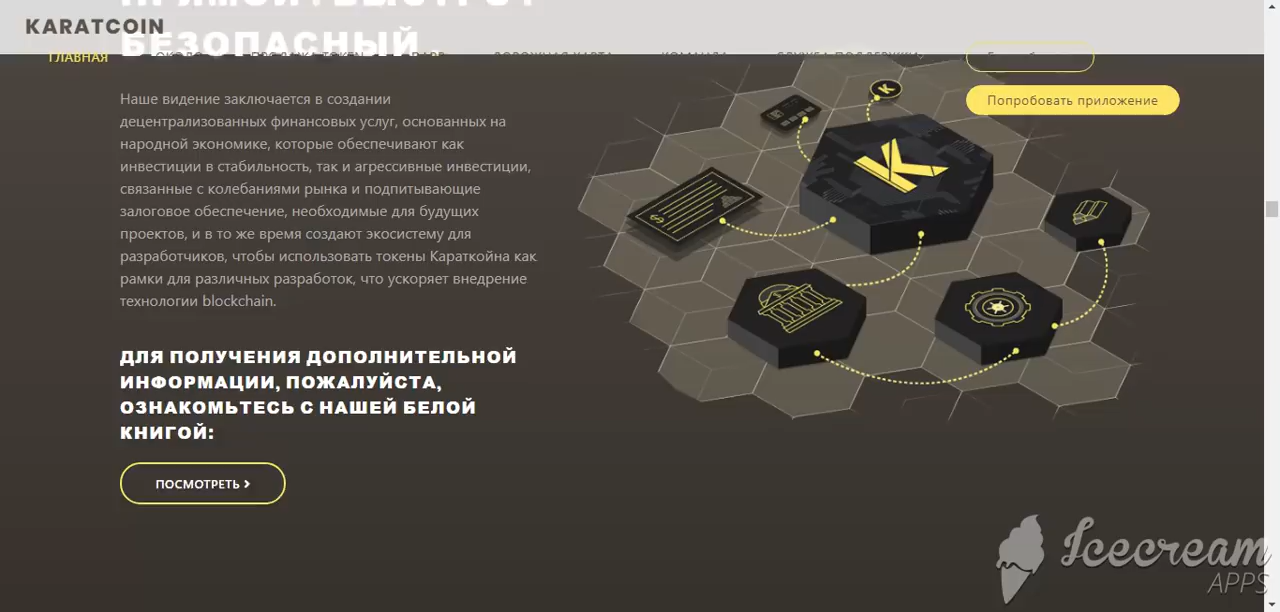 KARATCOIN
БЕЗОПАСНЫЙ
ГЛАВНАЯ
Попробовать приложение
Наше видение заключается в создании
децентрализованных финансовых услуг, основанных на
народной экономике, которые обеспечивают как
инвестиции в стабильность, так и агрессивные инвестиции,
связанные с колебаниями рынка и подпитывающие
залоговое обеспечение, необходимые для будущих
проектов, и в то же время создают экосистему для
разработчиков, чтобы использовать токены Караткойна как
рамки для различных разработок, что ускоряет внедрение
технологии blockchain.
ДЛЯ ПОЛУЧЕНИЯ ДОПОЛНИТЕЛЬНОЙ
ИНФОРМАЦИИ, ПОЖАЛУЙСТА,
ОЗНАКОМЬТЕСЬ С НАШЕЙ БЕЛОЙ
КНИГОЙ:
ПОСМОТРЕТЬ
Icecream
APPS